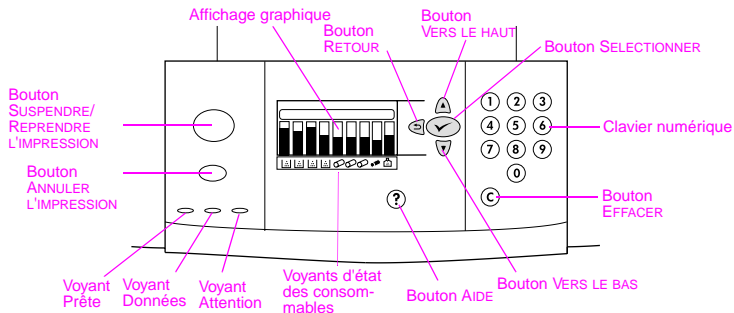 Affichage graphique
Bouton
RETOUR
Bouton
VERS LE HAUT
Bouton SELECTIONNER
Bouton
SUSPENDRE/
REPRENDRE
L'IMPRESSION
Bouton
ANNULER
L'IMPRESSION
1 2 3
4 5 6
7 8 9
0
C
?
Clavier numérique
Bouton
EFFACER
Voyant
Prête
Voyant
Données
Voyant
Attention
Voyants d'état
des consom-
mables
Bouton AIDE
Bouton VERS LE BAS